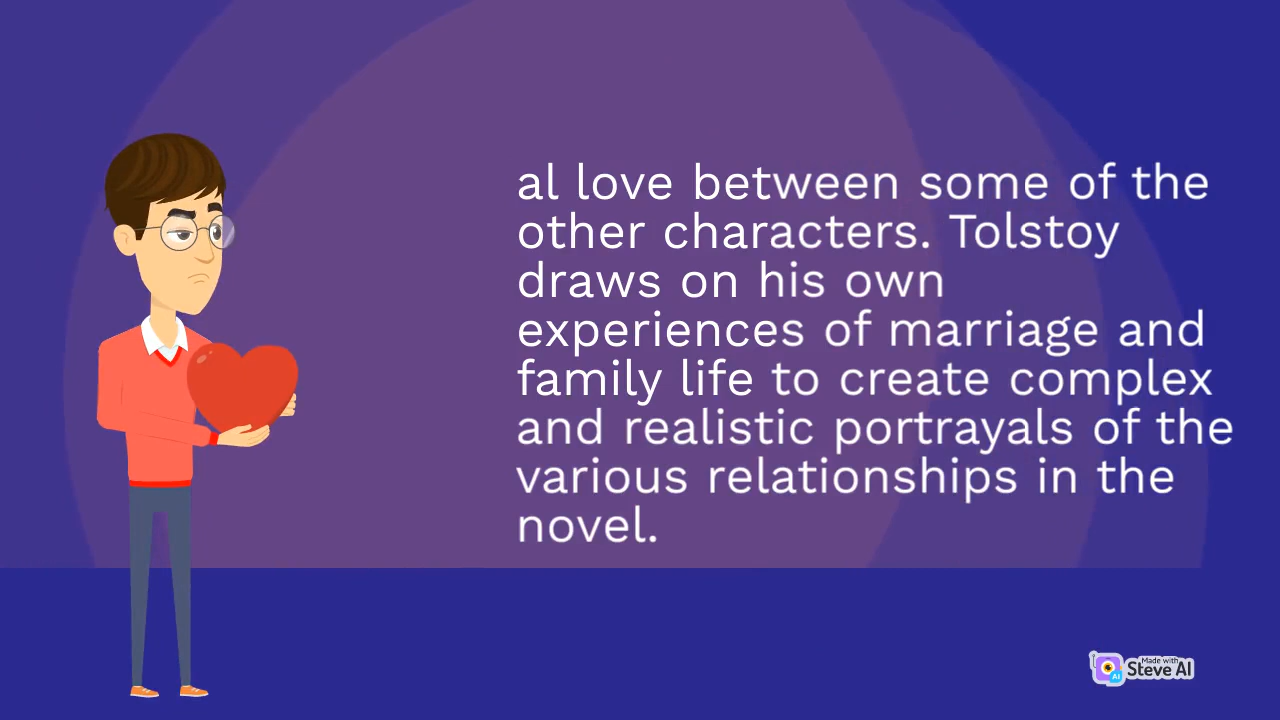 al love between some of the
other characters. Tolstoy
draws on his own
experiences of marriage and
family life to create complex
and realistic portrayals of the
various relationships in the
novel.
Made with
Steve AI
AI